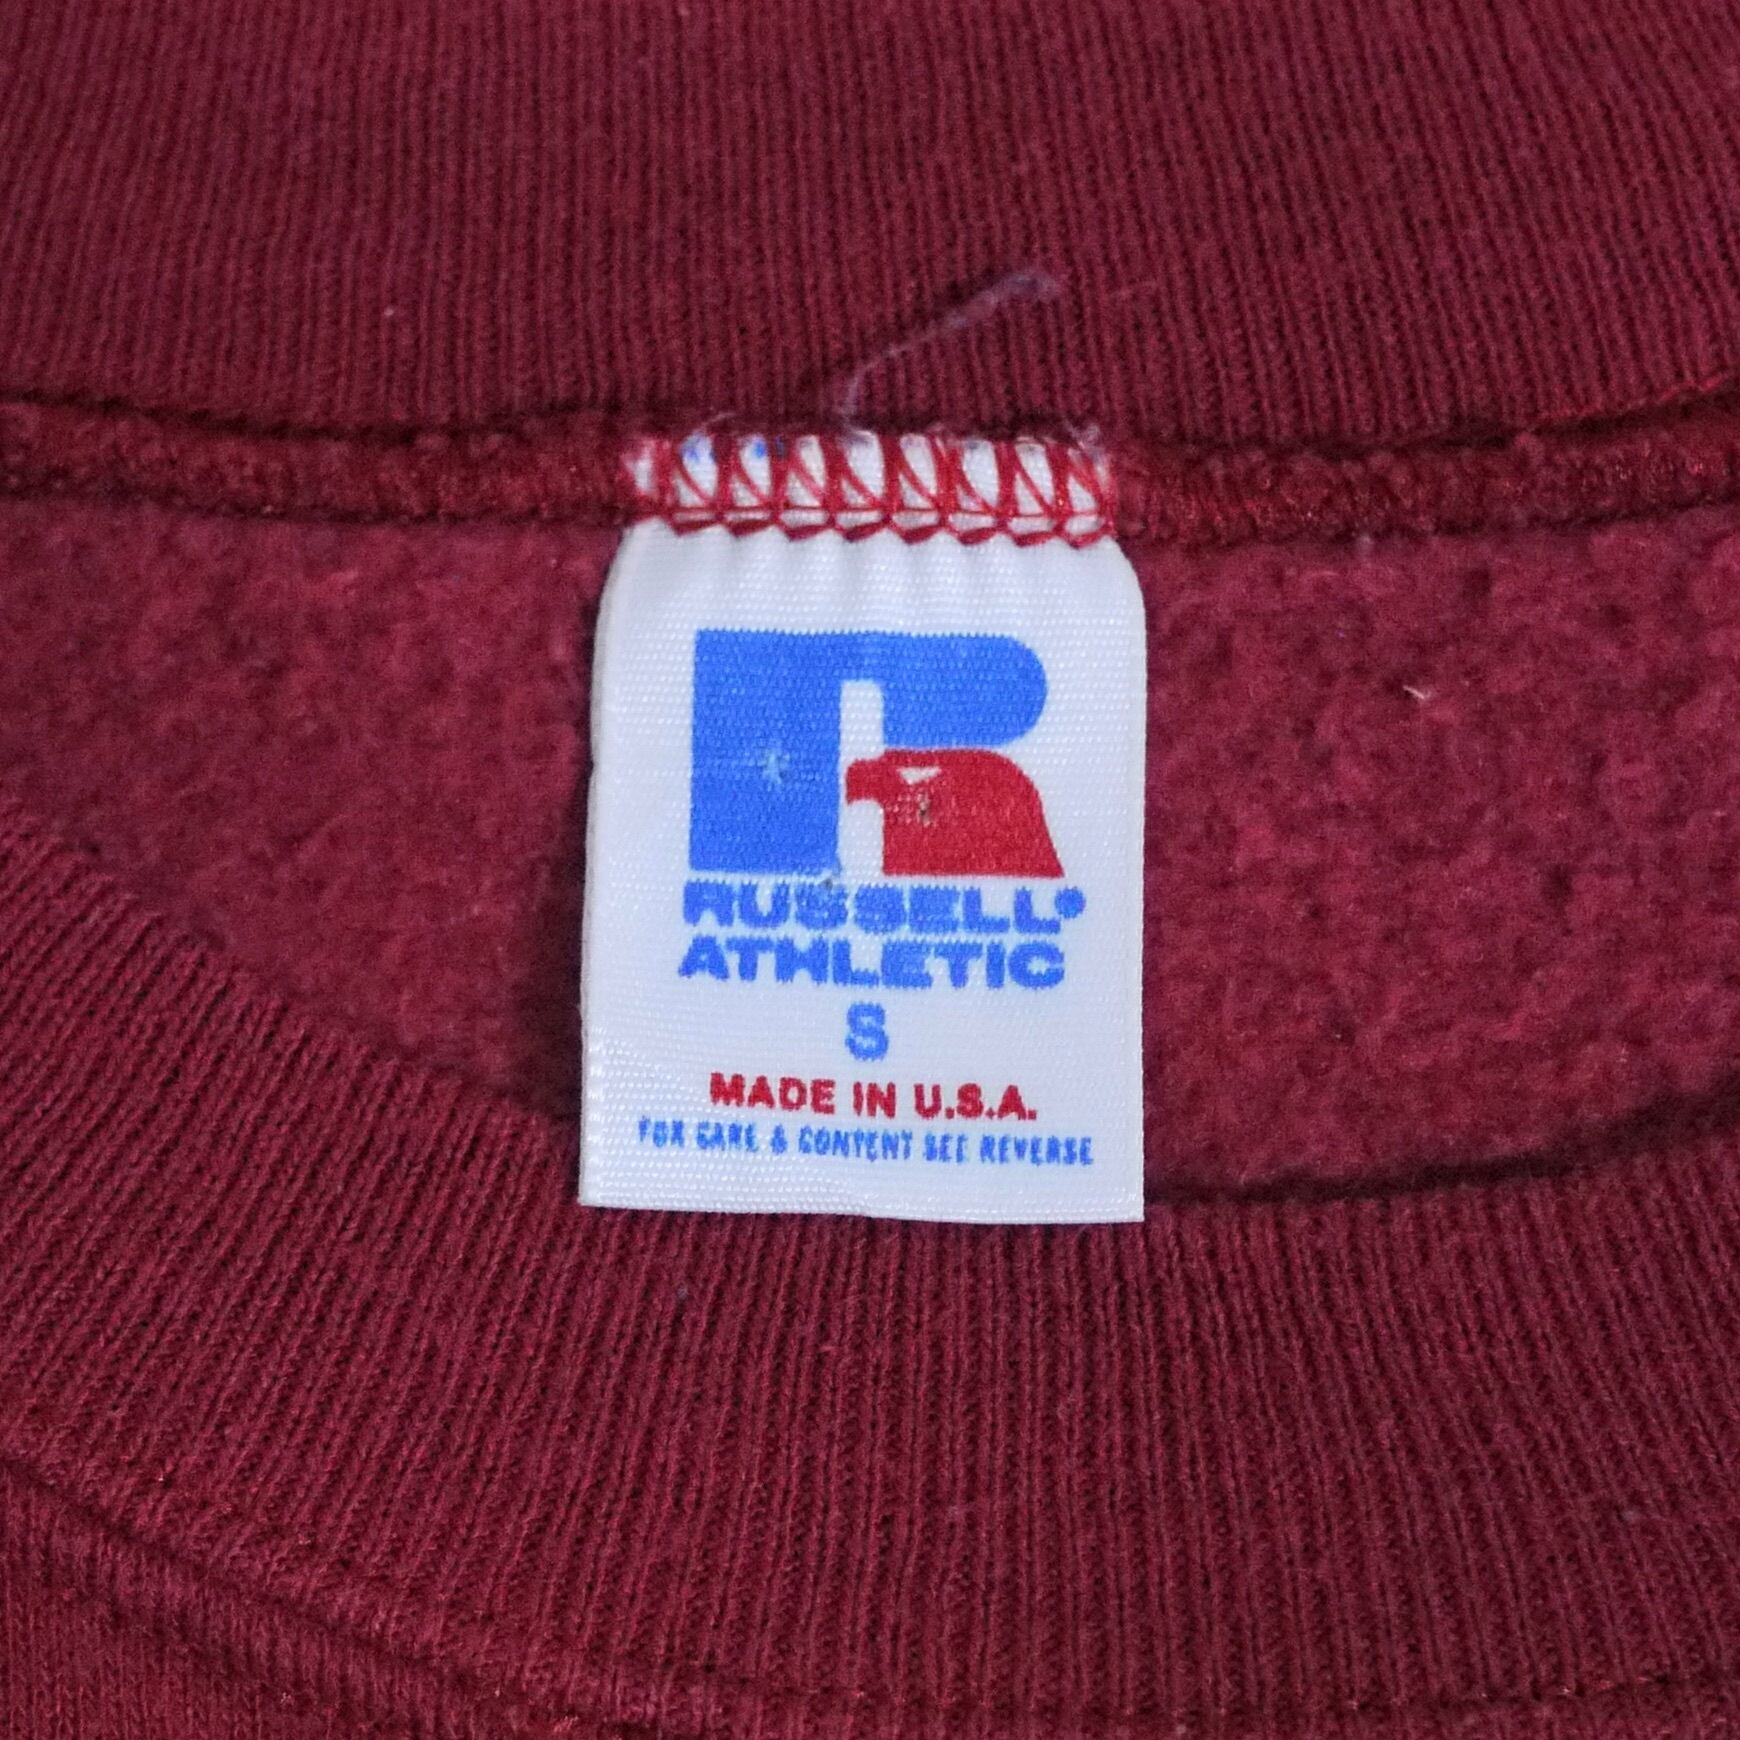 RUSSELL®
ATHLETIC
S
MADE IN U.S.A.
FOR CARE & CONTENT SEE REVERSE